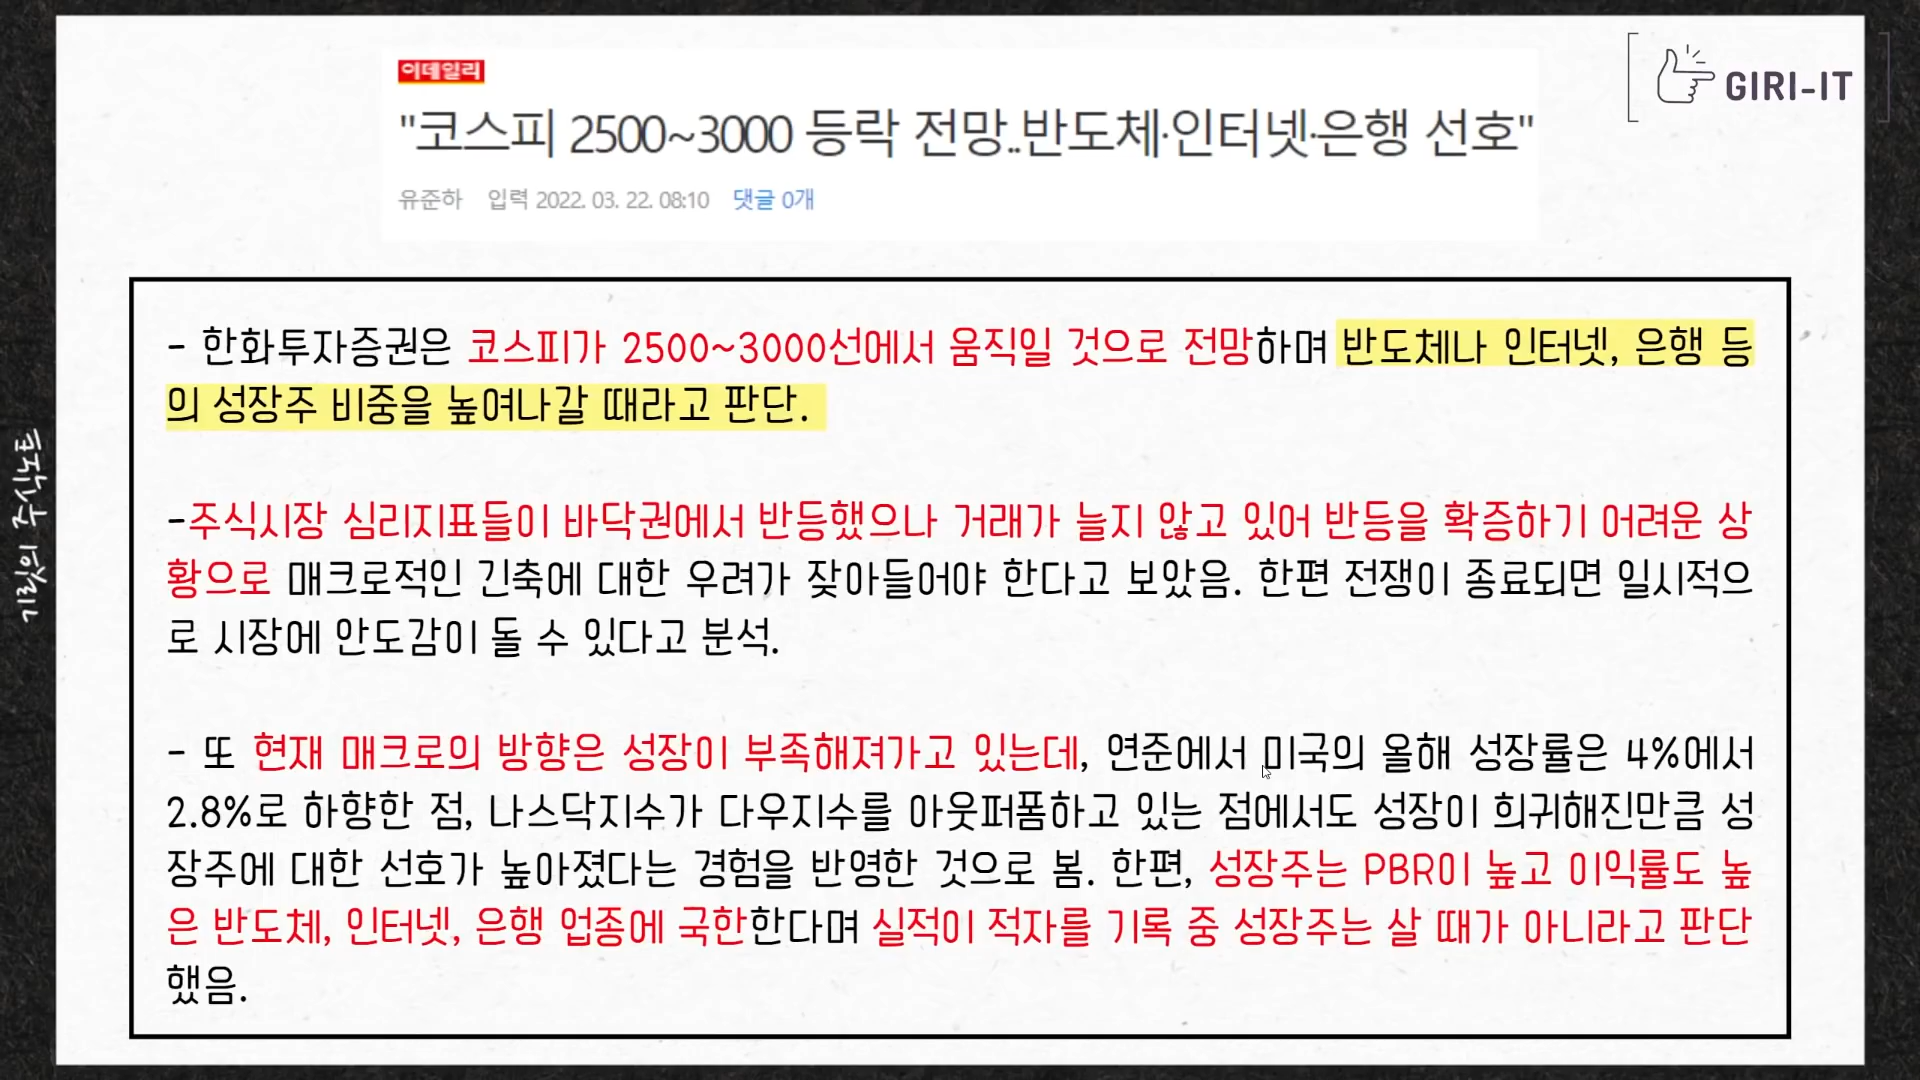 이데일리
GIRI-IT
"코스피 2500~3000 등락 전망..반도체·인터넷·은행 선호"
유준하 입력 2022. 03. 22. 08:10 댓글 0개
- 한화투자증권은 코스피가 2500~3000선에서 움직일 것으로 전망하며 반도체나 인터넷, 은행 등
의 성장주 비중을 높여나갈 때라고 판단.
-주식시장 심리지표들이 바닥권에서 반등했으나 거래가 늘지 않고 있어 반등을 확증하기 어려운 상
황으로 매크로적인 긴축에 대한 우려가 잦아들어야 한다고 보았음. 한편 전쟁이 종료되면 일시적으
로 시장에 안도감이 돌 수 있다고 분석.
- 또 현재 매크로의 방향은 성장이 부족해져가고 있는데, 연준에서 미국의 올해 성장률은 4%에서
2.8%로 하향한 점, 나스닥지수가 다우지수를 아웃퍼폼하고 있는 점에서도 성장이 희귀해진만큼 성
장주에 대한 선호가 높아졌다는 경험을 반영한 것으로 봄. 한편, 성장주는 PBR이 높고 이익률도 높
은 반도체, 인터넷, 은행 업종에 국한한다며 실적이 적자를 기록 중 성장주는 살 때가 아니라고 판단
했음.
기릿의 주식노트